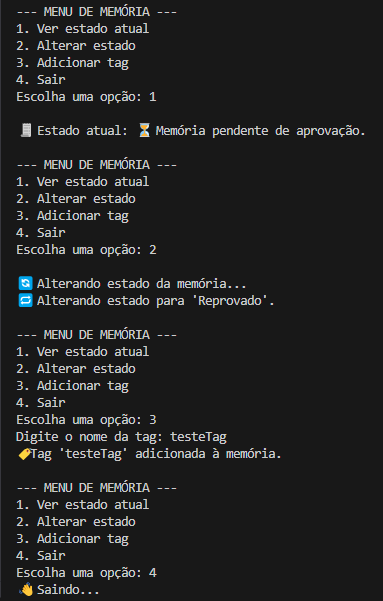 --- MENU DE MEMÓRIA ---
1. Ver estado atual
2. Alterar estado
3. Adicionar tag
4. Sair
Escolha uma opção: 1
🧾 Estado atual: ⏳ Memória pendente de aprovação.
--- MENU DE MEMÓRIA ---
1. Ver estado atual
2. Alterar estado
3. Adicionar tag
4. Sair
Escolha uma opção: 2
🔄 Alterando estado da memória...
🔁 Alterando estado para 'Reprovado'.
--- MENU DE MEMÓRIA ---
1. Ver estado atual
2. Alterar estado
3. Adicionar tag
4. Sair
Escolha uma opção: 3
Digite o nome da tag: testeTag
🏷️Tag 'testeTag' adicionada à memória.
--- MENU DE MEMÓRIA ---
1. Ver estado atual
2. Alterar estado
3. Adicionar tag
4. Sair
Escolha uma opção: 4
👋 Saindo...